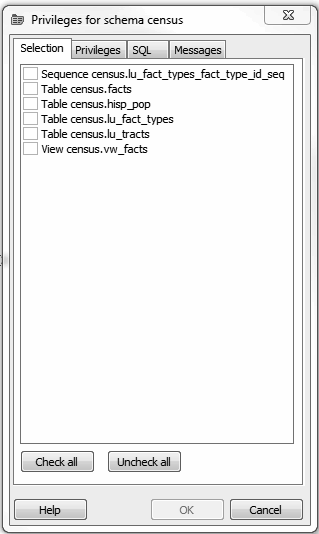 Privileges for schema census
Selection Privileges SQL Messages
Sequence census.lu_fact_types_fact_type_id_seq
Table census.facts
Table census.hisp_pop
Table census.lu_fact_types
Table census.lu_tracts
View census.vw_facts
Check all Uncheck all
Help OK Cancel